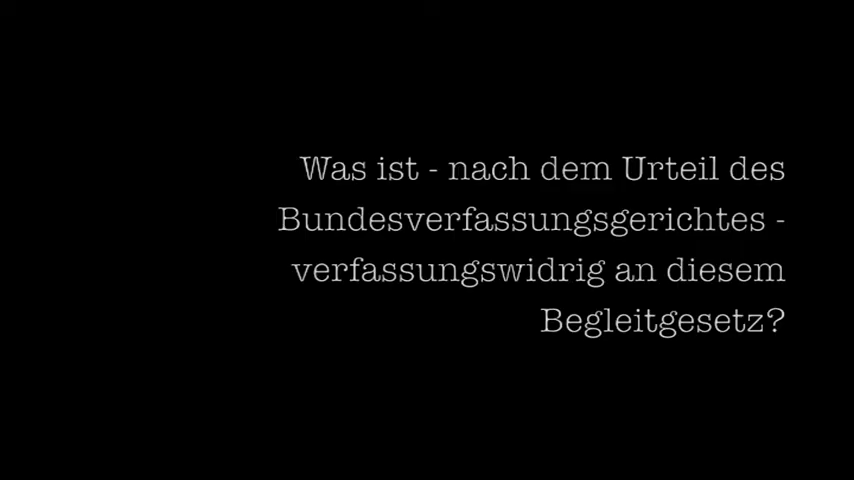 Was ist - nach dem Urteil des
Bundesverfassungsgerichtes -
verfassungswidrig an diesem
Begleitgesetz?